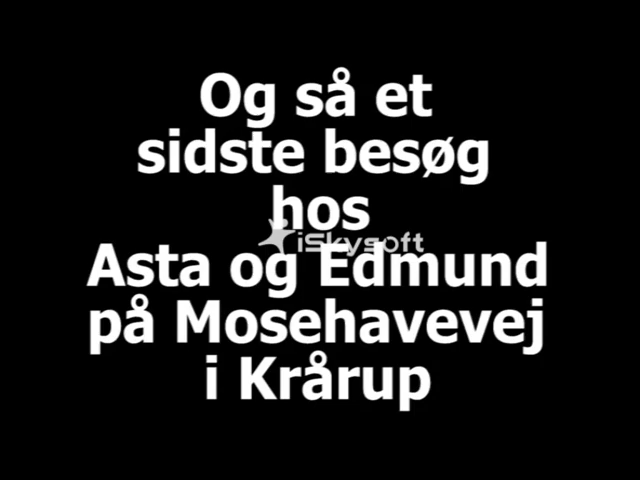 Og så et
sidste besøg
hos
iSkysoft
Asta og Edmund
på Mosehavevej
i Krårup